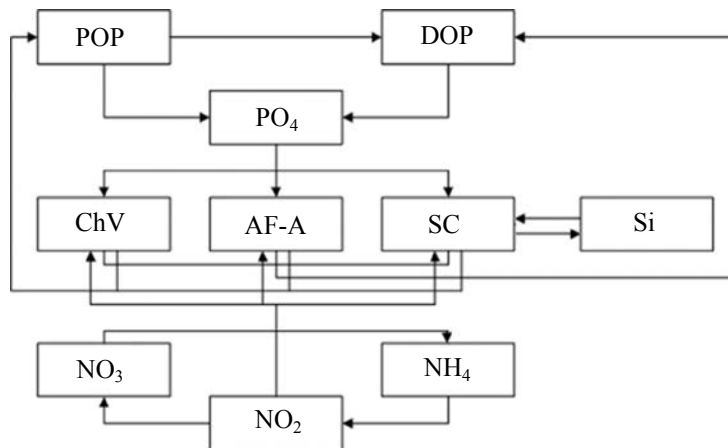 POP
DOP
PO₄
ChV
AF-A
SC
Si
NO₃
NH₄
NO₂